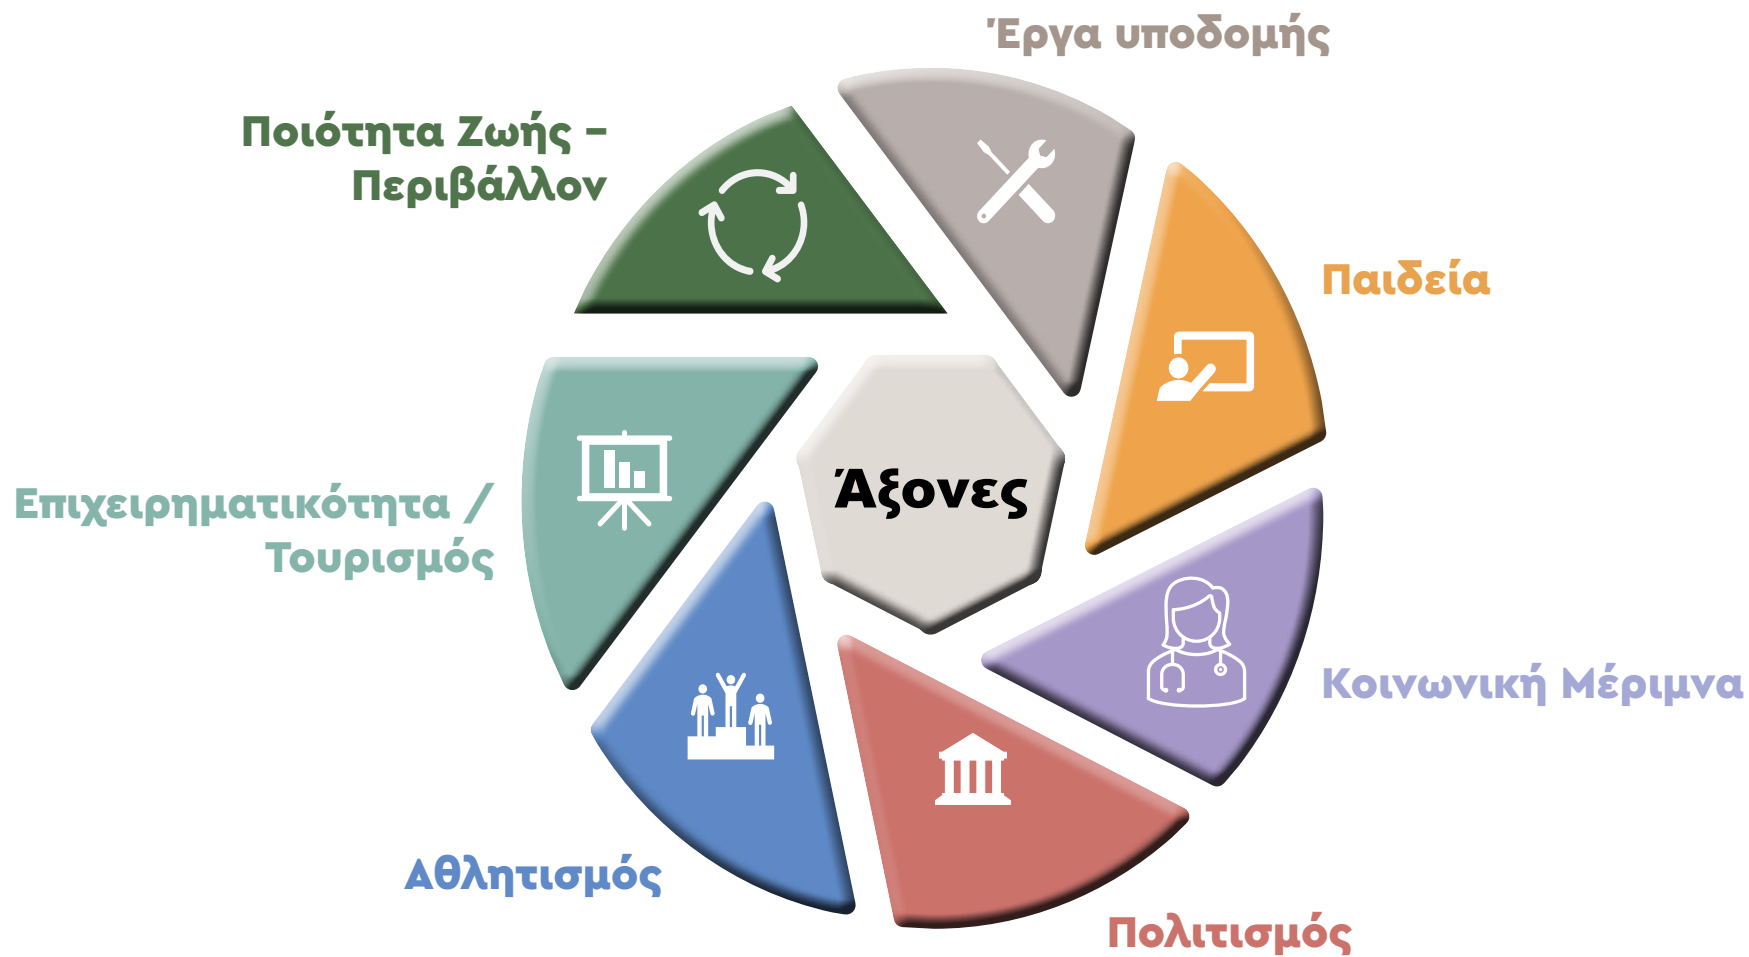 Έργα υποδομής
Ποιότητα Ζωής –
Περιβάλλον
Παιδεία
Άξονες
Επιχειρηματικότητα /
Τουρισμός
Κοινωνική Μέριμνα
Αθλητισμός
Πολιτισμός